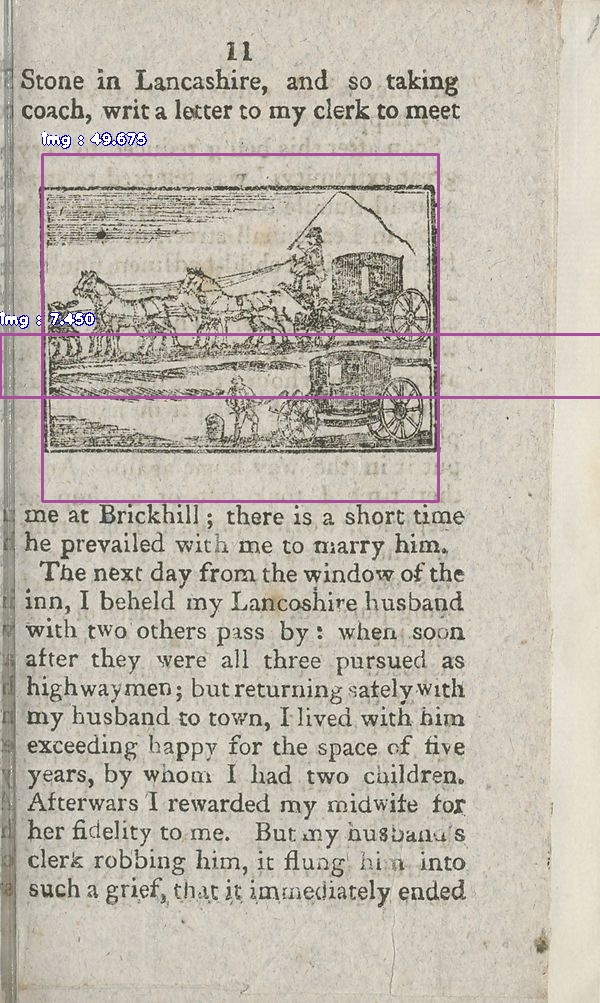 11
Stone in Lancashire, and so taking
coach, writ a letter to my clerk to meet
img : 49.675
img : 7.450
me at Brickhill ; there is a short time
he prevailed with me to marry him.
The next day from the window of the
inn, I beheld my Lancoshire husband
with two others pass by : when soon
after they were all three pursued as
highwaymen ; but returning safely with
my husband to town, I lived with him
exceeding happy for the space of five
years, by whom I had two children.
Afterwars I rewarded my midwife for
her fidelity to me. But my husband's
clerk robbing him, it flung him into
such a grief, that it immediately ended